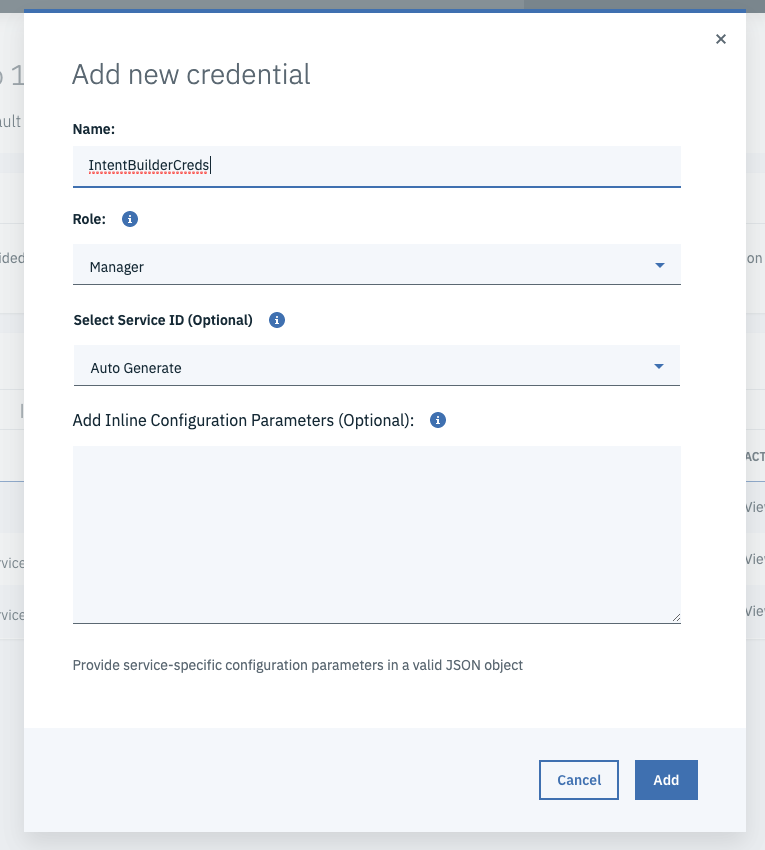 Add new credential
Name:
IntentBuilderCreds
Role:
Manager
Select Service ID (Optional)
Auto Generate
Add Inline Configuration Parameters (Optional):
Provide service-specific configuration parameters in a valid JSON object
Cancel
Add